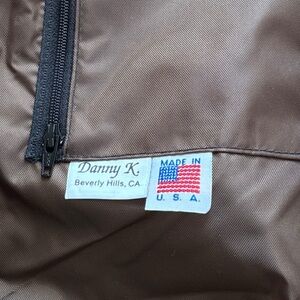 Danny K.
Beverly Hills, CA
MADE IN
U. S. A.